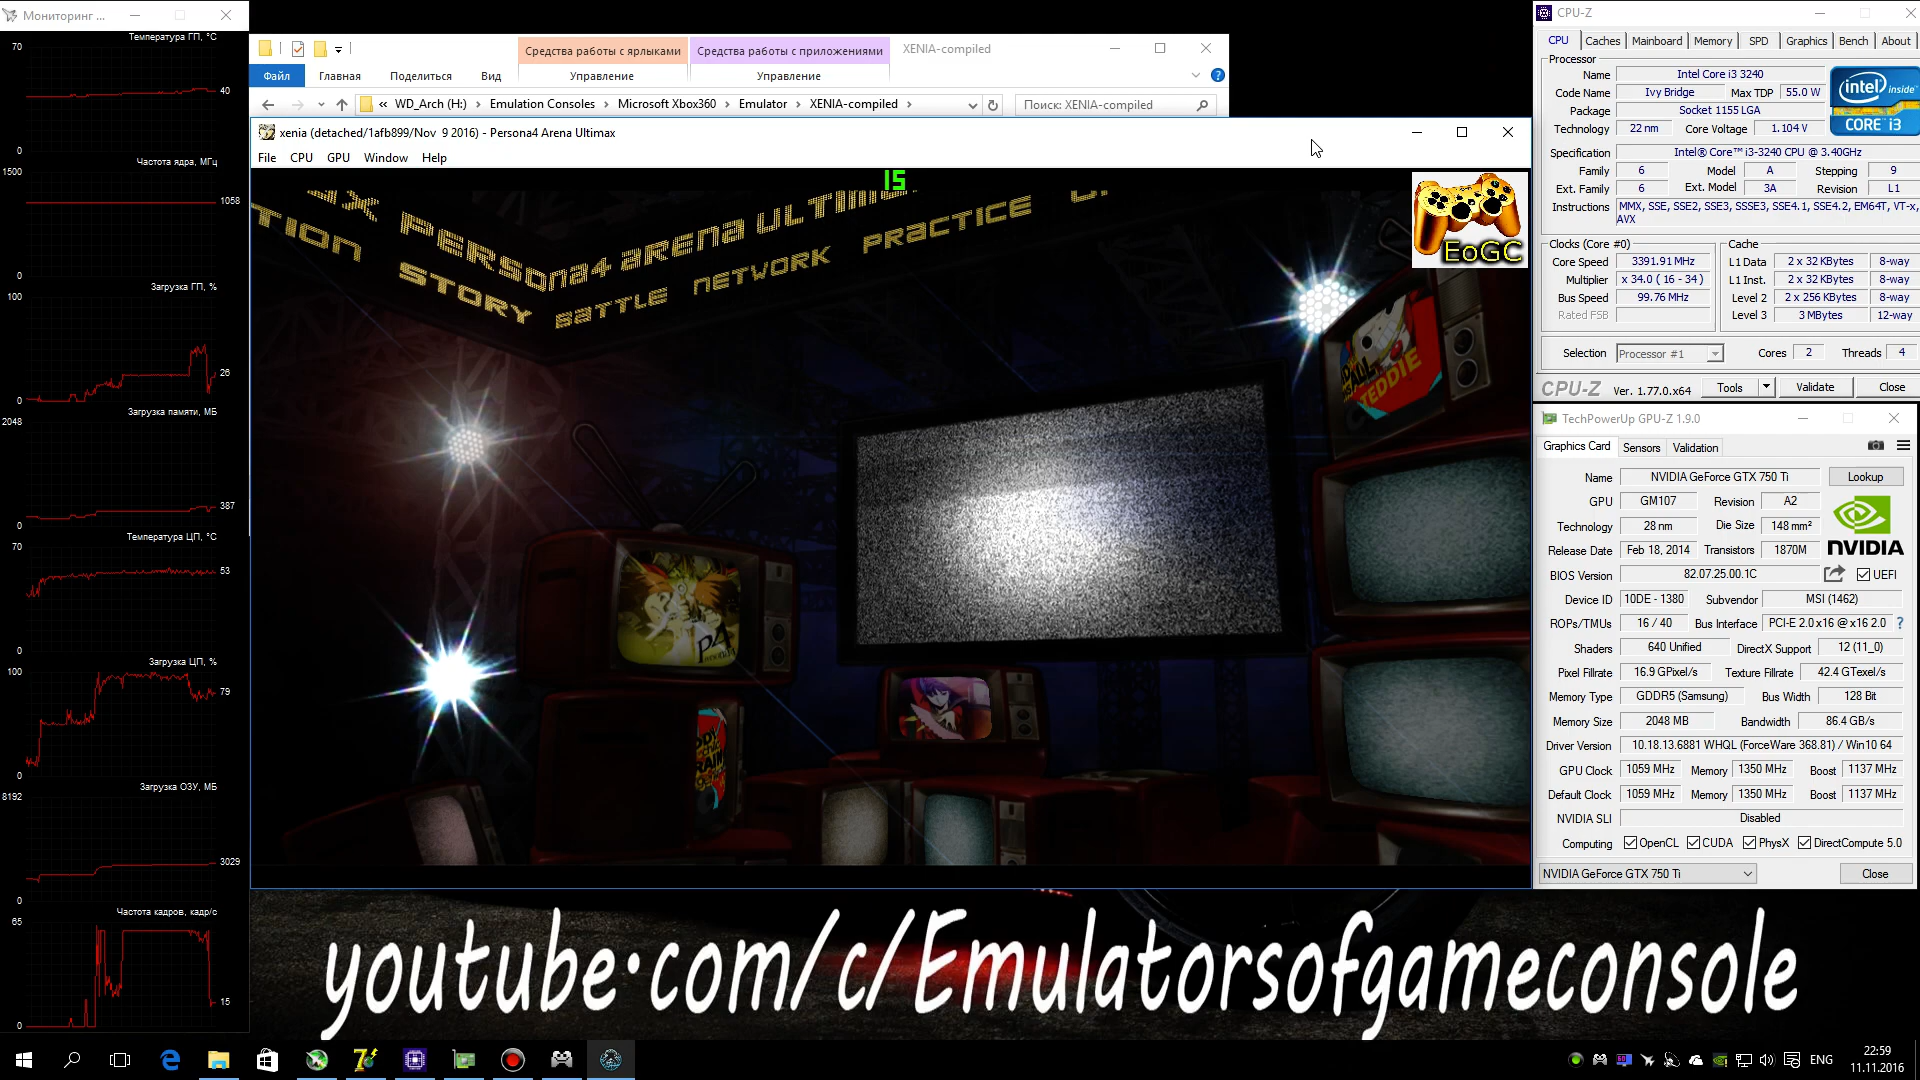 Мониторинг ...
Температура ГП, °C
70
40
0
Частота ядра, МГц
1500
1058
0
Загрузка ГП, %
100
26
0
Загрузка памяти, МБ
2048
387
0
Температура ЦП, °C
70
53
0
Загрузка ЦП, %
100
79
0
Загрузка ОЗУ, МБ
8192
3029
0
Частота кадров, кадр/с
65
15
0
Средства работы с ярлыками
Средства работы с приложениями
XENIA-compiled
Файл
Главная
Поделиться
Вид
Управление
Управление
« WD_Arch (H:) › Emulation Consoles › Microsoft Xbox360 › Emulator › XENIA-compiled ›
Поиск: XENIA-compiled
xenia (detached/1afb899/Nov 9 2016) - Persona4 Arena Ultimax
File CPU GPU Window Help
15
PERSONA4 ARENA ULTIM
TION STORY BATTLE NETWORK PRACTICE
EoGC
TEDDIE
P4
CPU-Z
CPU Caches Mainboard Memory SPD Graphics Bench About
Processor
Name Intel Core i3 3240
Code Name Ivy Bridge Max TDP 55.0 W
Package Socket 1155 LGA
Technology 22 nm Core Voltage 1.104 V
intel inside™
CORE i3
Specification Intel® Core™ i3-3240 CPU @ 3.40GHz
Family 6 Model A Stepping 9
Ext. Family 6 Ext. Model 3A Revision L1
Instructions MMX, SSE, SSE2, SSE3, SSSE3, SSE4.1, SSE4.2, EM64T, VT-x,
AVX
Clocks (Core #0)
Core Speed 3391.91 MHz
Multiplier x 34.0 ( 16 - 34 )
Bus Speed 99.76 MHz
Rated FSB
Cache
L1 Data 2 x 32 KBytes 8-way
L1 Inst. 2 x 32 KBytes 8-way
Level 2 2 x 256 KBytes 8-way
Level 3 3 MBytes 12-way
Selection Processor #1 Cores 2 Threads 4
CPU-Z Ver. 1.77.0.x64 Tools Validate Close
TechPowerUp GPU-Z 1.9.0
Graphics Card Sensors Validation
Name NVIDIA GeForce GTX 750 Ti Lookup
GPU GM107 Revision A2
Technology 28 nm Die Size 148 mm²
Release Date Feb 18, 2014 Transistors 1870M
NVIDIA
BIOS Version 82.07.25.00.1C UEFI
Device ID 10DE - 1380 Subvendor MSI (1462)
ROPs/TMUs 16 / 40 Bus Interface PCI-E 2.0 x16 @ x16 2.0 ?
Shaders 640 Unified DirectX Support 12 (11_0)
Pixel Fillrate 16.9 GPixel/s Texture Fillrate 42.4 GTexel/s
Memory Type GDDR5 (Samsung) Bus Width 128 Bit
Memory Size 2048 MB Bandwidth 86.4 GB/s
Driver Version 10.18.13.6881 WHQL (ForceWare 368.81) / Win10 64
GPU Clock 1059 MHz Memory 1350 MHz Boost 1137 MHz
Default Clock 1059 MHz Memory 1350 MHz Boost 1137 MHz
NVIDIA SLI Disabled
Computing OpenCL CUDA PhysX DirectCompute 5.0
NVIDIA GeForce GTX 750 Ti Close
youtube.com/c/Emulatorsofgameconsole
ENG
22:59
11.11.2016